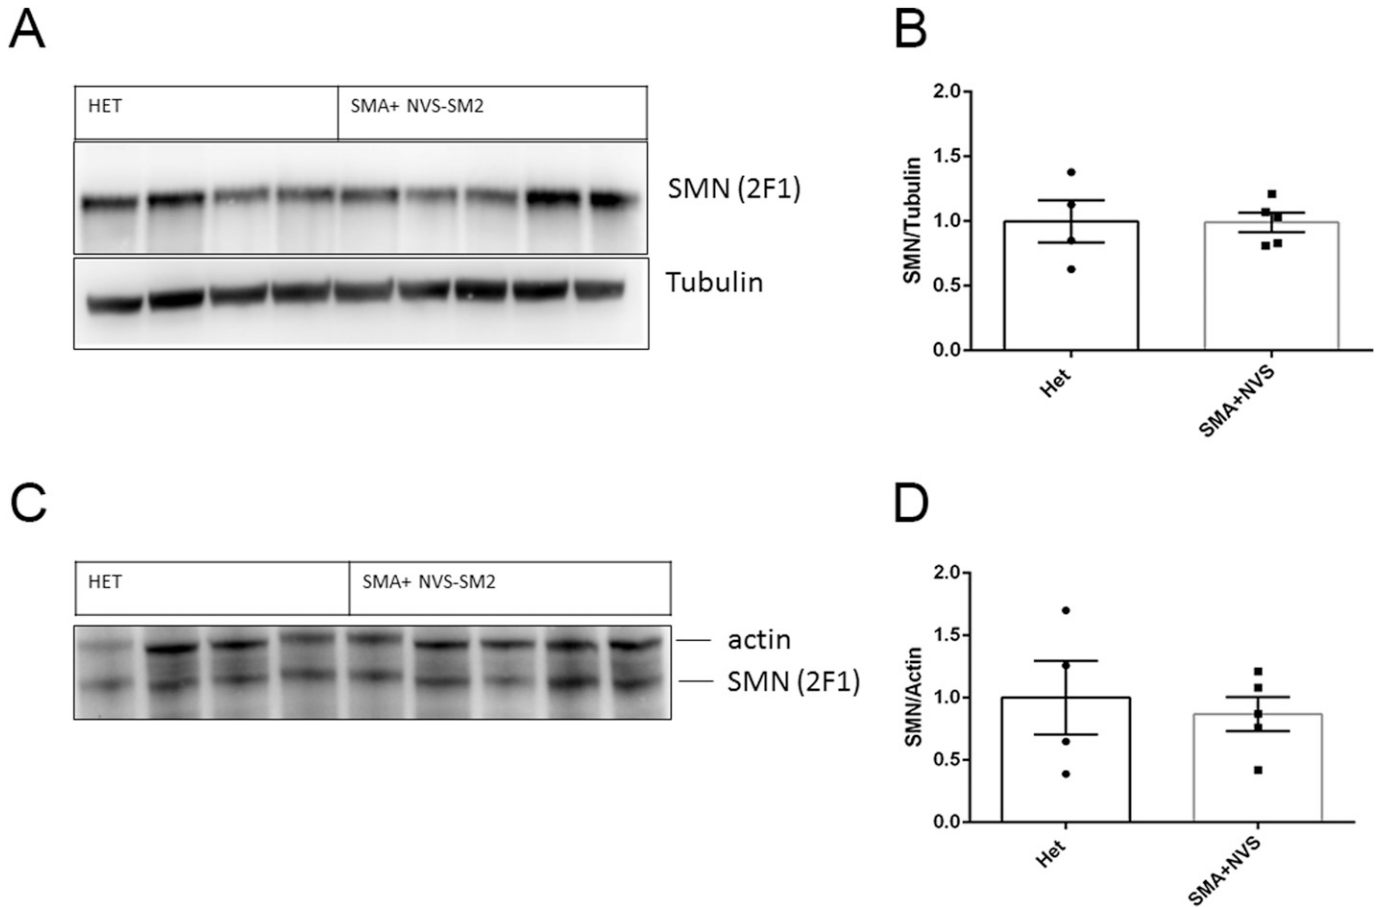 A
HET
SMA+ NVS-SM2
SMN (2F1)
Tubulin
B
2.0
1.5
1.0
0.5
0.0
SMN/Tubulin
Het
SMA+NVS
C
HET
SMA+ NVS-SM2
actin
SMN (2F1)
D
2.0
1.5
1.0
0.5
0.0
SMN/Actin
Het
SMA+NVS